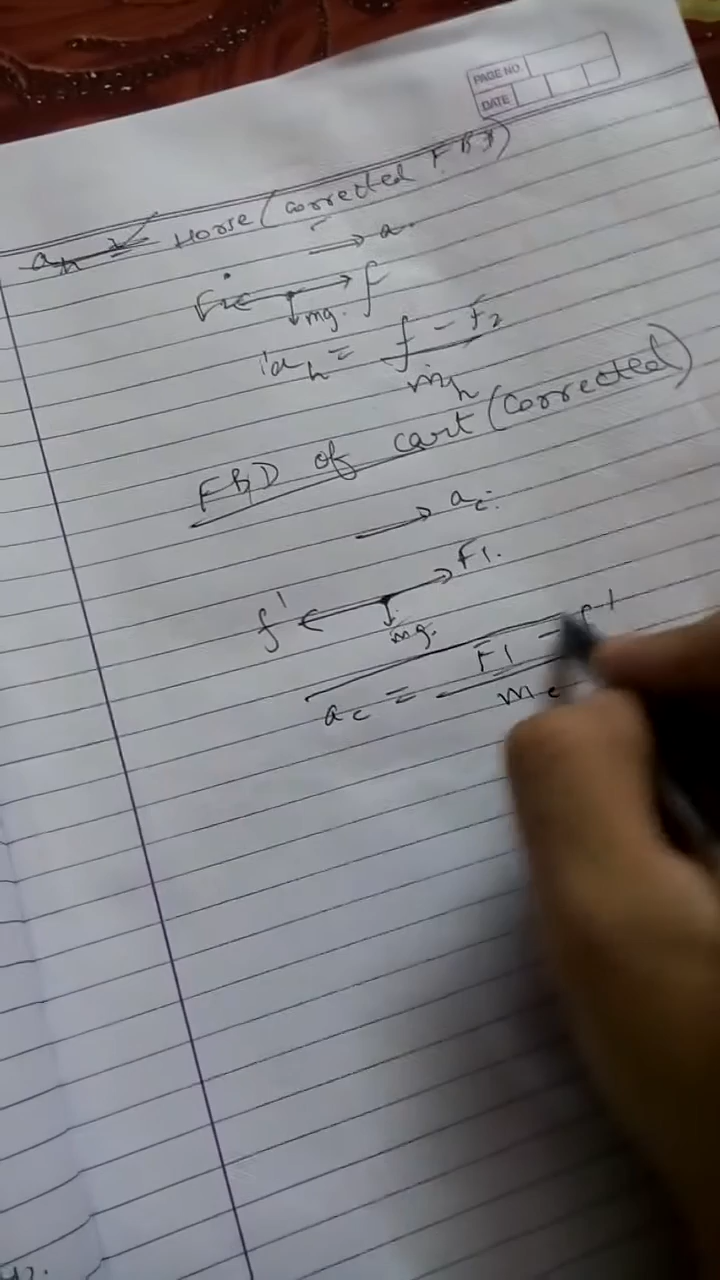 PAGE NO.
DATE
Horse (corrected FBD)
→ a
F2 f
mg.
a_h = f - F2
m_h
FBD of cart (corrected)
→ a_c
f' F1.
mg.
a_c = F1 - f'
m_c